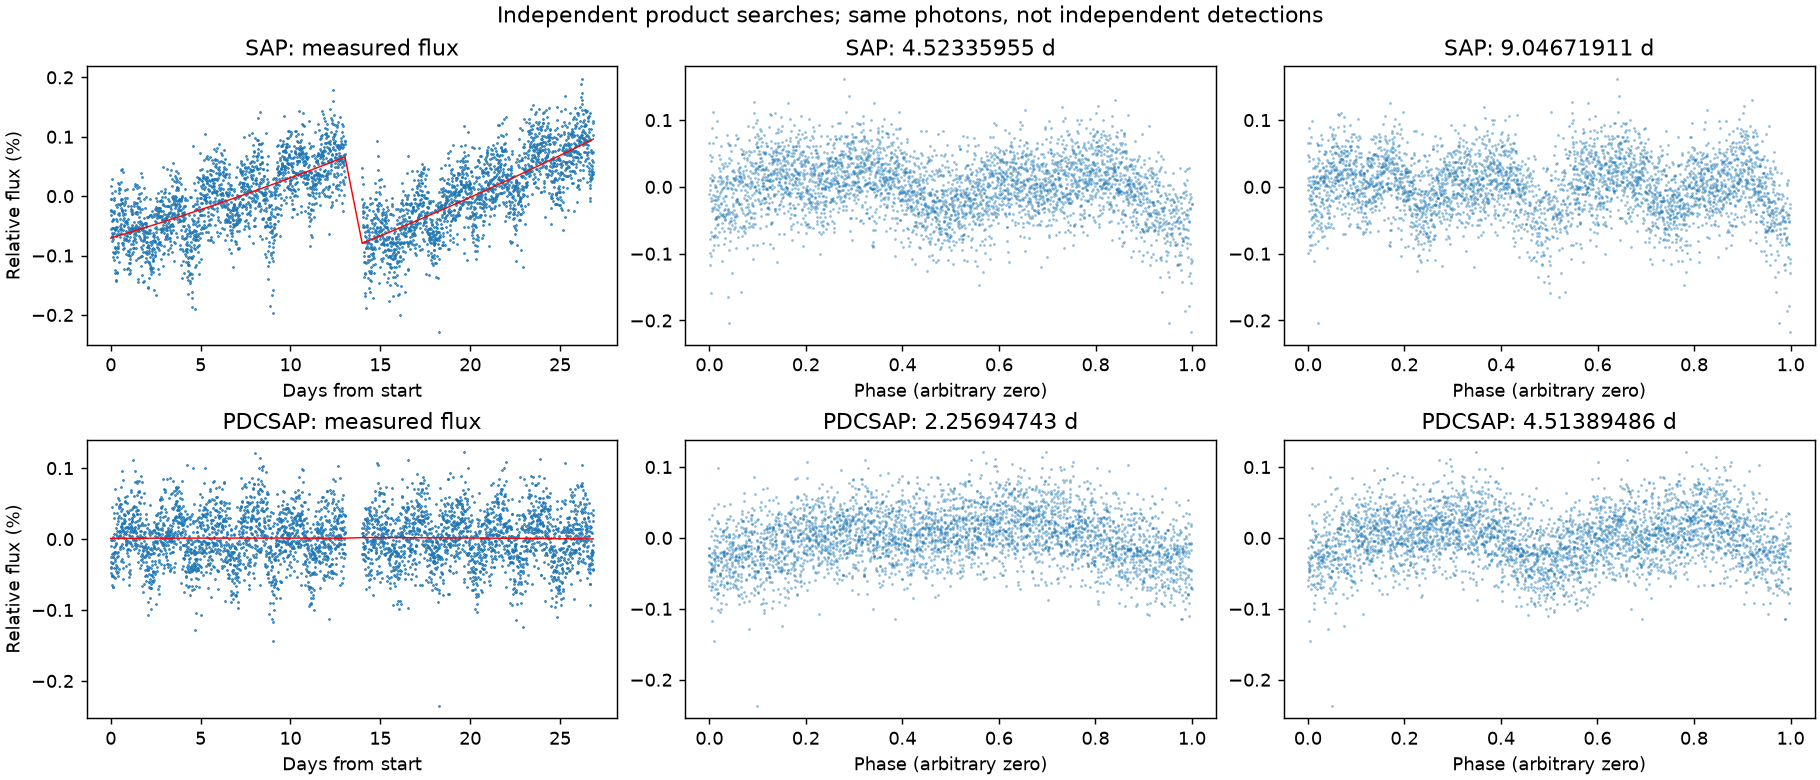 Independent product searches; same photons, not independent detections
SAP: measured flux
SAP: 4.52335955 d
SAP: 9.04671911 d
Relative flux (%)
0.2
0.1
0.0
−0.1
−0.2
0 5 10 15 20 25
Days from start
0.1
0.0
−0.1
−0.2
0.0 0.2 0.4 0.6 0.8 1.0
Phase (arbitrary zero)
0.1
0.0
−0.1
−0.2
0.0 0.2 0.4 0.6 0.8 1.0
Phase (arbitrary zero)
PDCSAP: measured flux
PDCSAP: 2.25694743 d
PDCSAP: 4.51389486 d
Relative flux (%)
0.1
0.0
−0.1
−0.2
0 5 10 15 20 25
Days from start
0.1
0.0
−0.1
−0.2
0.0 0.2 0.4 0.6 0.8 1.0
Phase (arbitrary zero)
0.1
0.0
−0.1
−0.2
0.0 0.2 0.4 0.6 0.8 1.0
Phase (arbitrary zero)